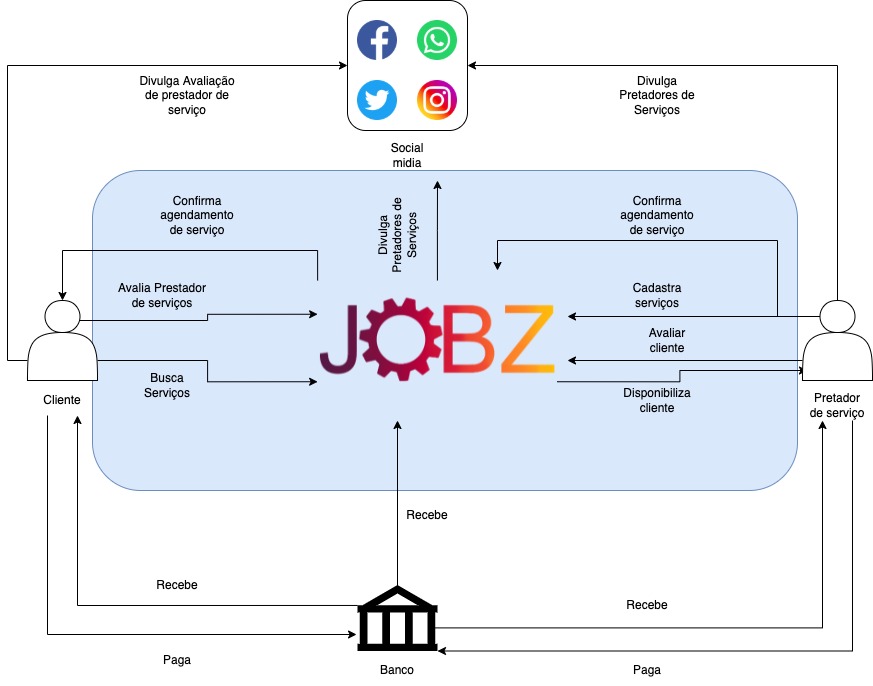 Divulga Avaliação
de prestador de
serviço
Divulga
Pretadores de
Serviços
Social
midia
Confirma
agendamento
de serviço
Divulga
Pretadores de
Serviços
Confirma
agendamento
de serviço
Avalia Prestador
de serviços
Cadastra
serviços
JOBZ
Avaliar
cliente
Busca
Serviços
Disponibiliza
cliente
Cliente
Pretador
de serviço
Recebe
Recebe
Recebe
Paga
Banco
Paga